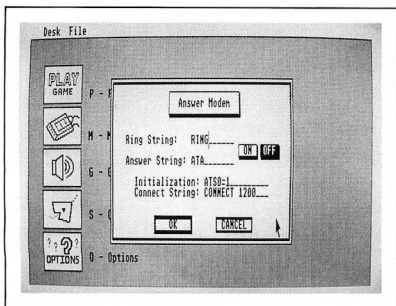 Desk File
PLAY
GAME
P - P
Answer Modem
M - M
Ring String: RING
ON OFF
Answer String: ATA
G - G
Initialization: ATS0=1
Connect String: CONNECT 1200
S - C
OK CANCEL
? ? ? ?
OPTIONS
O - Options